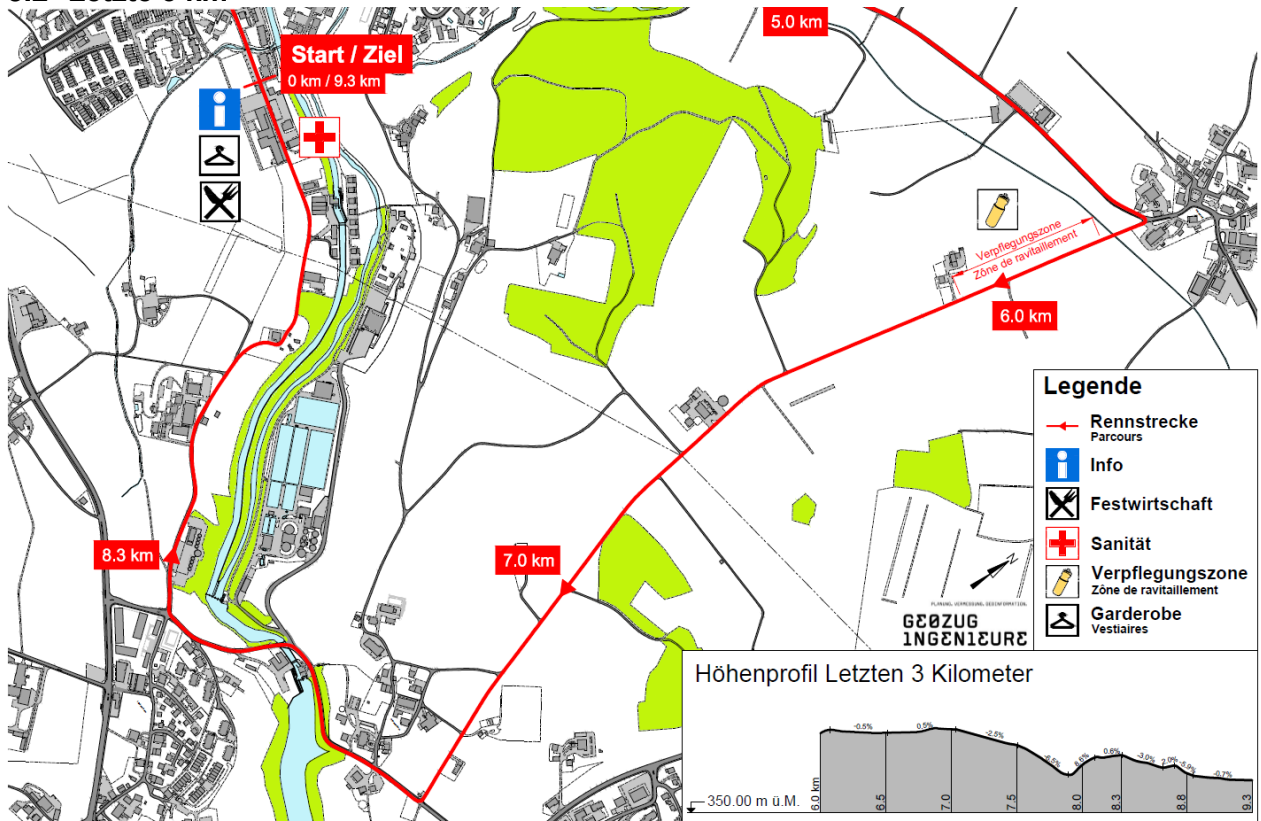 5.0 km
Start / Ziel
0 km / 9.3 km
Verpflegungszone
Zône de ravitaillement
6.0 km
Legende
Rennstrecke
Parcours
Info
Festwirtschaft
Sanität
Verpflegungszone
Zône de ravitaillement
Garderobe
Vestiaires
8.3 km
7.0 km
N
PLANUNG, VERMESSUNG, GEOINFORMATION.
GEOZUG
INGENIEURE
Höhenprofil Letzten 3 Kilometer
-0.5%
0.5%
-2.5%
-6.5%
6.6%
0.6%
-3.0%
2.0%
-5.9%
-0.7%
350.00 m ü.M.
6.0 km
6.5
7.0
7.5
8.0
8.3
8.8
9.3